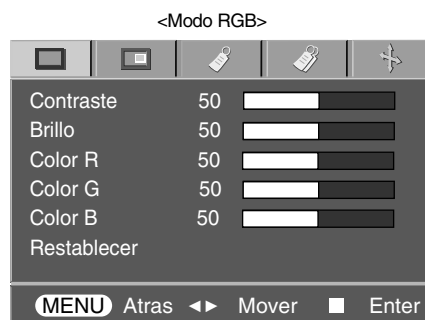 <Modo RGB>
Contraste 50
Brillo 50
Color R 50
Color G 50
Color B 50
Restablecer
MENU Atras ◄► Mover ■ Enter